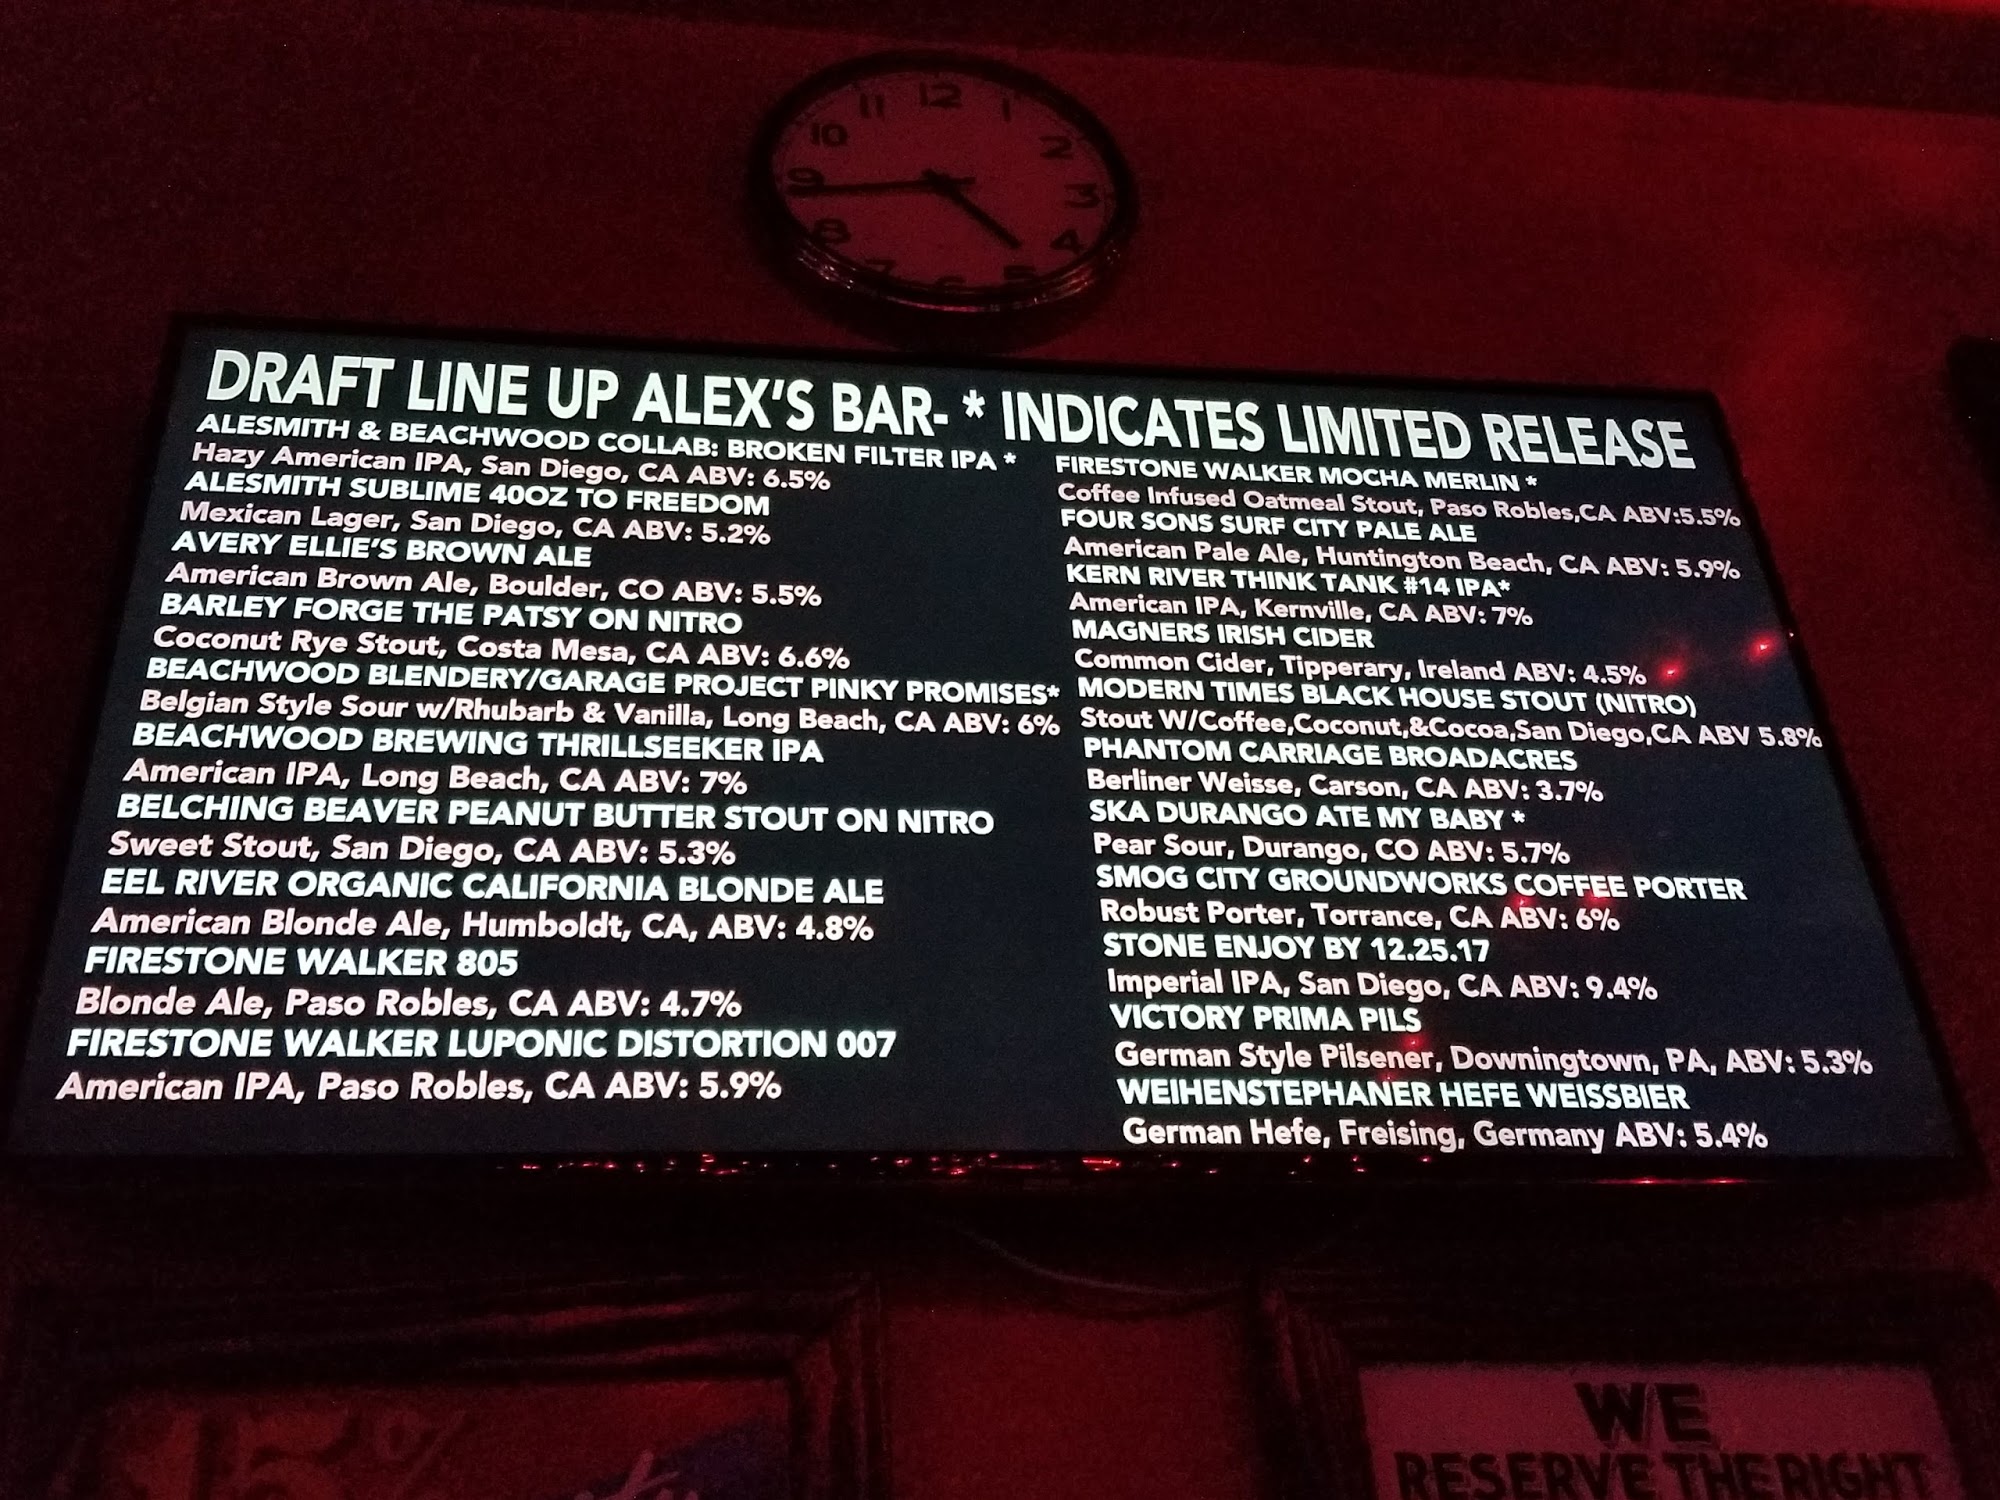 12
11
1
10
2
9
3
8
4
7
5
6
DRAFT LINE UP ALEX'S BAR- * INDICATES LIMITED RELEASE
ALESMITH & BEACHWOOD COLLAB: BROKEN FILTER IPA *
Hazy American IPA, San Diego, CA ABV: 6.5%
ALESMITH SUBLIME 40OZ TO FREEDOM
Mexican Lager, San Diego, CA ABV: 5.2%
AVERY ELLIE'S BROWN ALE
American Brown Ale, Boulder, CO ABV: 5.5%
BARLEY FORGE THE PATSY ON NITRO
Coconut Rye Stout, Costa Mesa, CA ABV: 6.6%
BEACHWOOD BLENDERY/GARAGE PROJECT PINKY PROMISES*
Belgian Style Sour w/Rhubarb & Vanilla, Long Beach, CA ABV: 6%
BEACHWOOD BREWING THRILLSEEKER IPA
American IPA, Long Beach, CA ABV: 7%
BELCHING BEAVER PEANUT BUTTER STOUT ON NITRO
Sweet Stout, San Diego, CA ABV: 5.3%
EEL RIVER ORGANIC CALIFORNIA BLONDE ALE
American Blonde Ale, Humboldt, CA, ABV: 4.8%
FIRESTONE WALKER 805
Blonde Ale, Paso Robles, CA ABV: 4.7%
FIRESTONE WALKER LUPONIC DISTORTION 007
American IPA, Paso Robles, CA ABV: 5.9%
FIRESTONE WALKER MOCHA MERLIN *
Coffee Infused Oatmeal Stout, Paso Robles,CA ABV:5.5%
FOUR SONS SURF CITY PALE ALE
American Pale Ale, Huntington Beach, CA ABV: 5.9%
KERN RIVER THINK TANK #14 IPA*
American IPA, Kernville, CA ABV: 7%
MAGNERS IRISH CIDER
Common Cider, Tipperary, Ireland ABV: 4.5%
MODERN TIMES BLACK HOUSE STOUT (NITRO)
Stout W/Coffee,Coconut,&Cocoa,San Diego,CA ABV 5.8%
PHANTOM CARRIAGE BROADACRES
Berliner Weisse, Carson, CA ABV: 3.7%
SKA DURANGO ATE MY BABY *
Pear Sour, Durango, CO ABV: 5.7%
SMOG CITY GROUNDWORKS COFFEE PORTER
Robust Porter, Torrance, CA ABV: 6%
STONE ENJOY BY 12.25.17
Imperial IPA, San Diego, CA ABV: 9.4%
VICTORY PRIMA PILS
German Style Pilsener, Downingtown, PA, ABV: 5.3%
WEIHENSTEPHANER HEFE WEISSBIER
German Hefe, Freising, Germany ABV: 5.4%
WE
RESERVE THE RIGHT